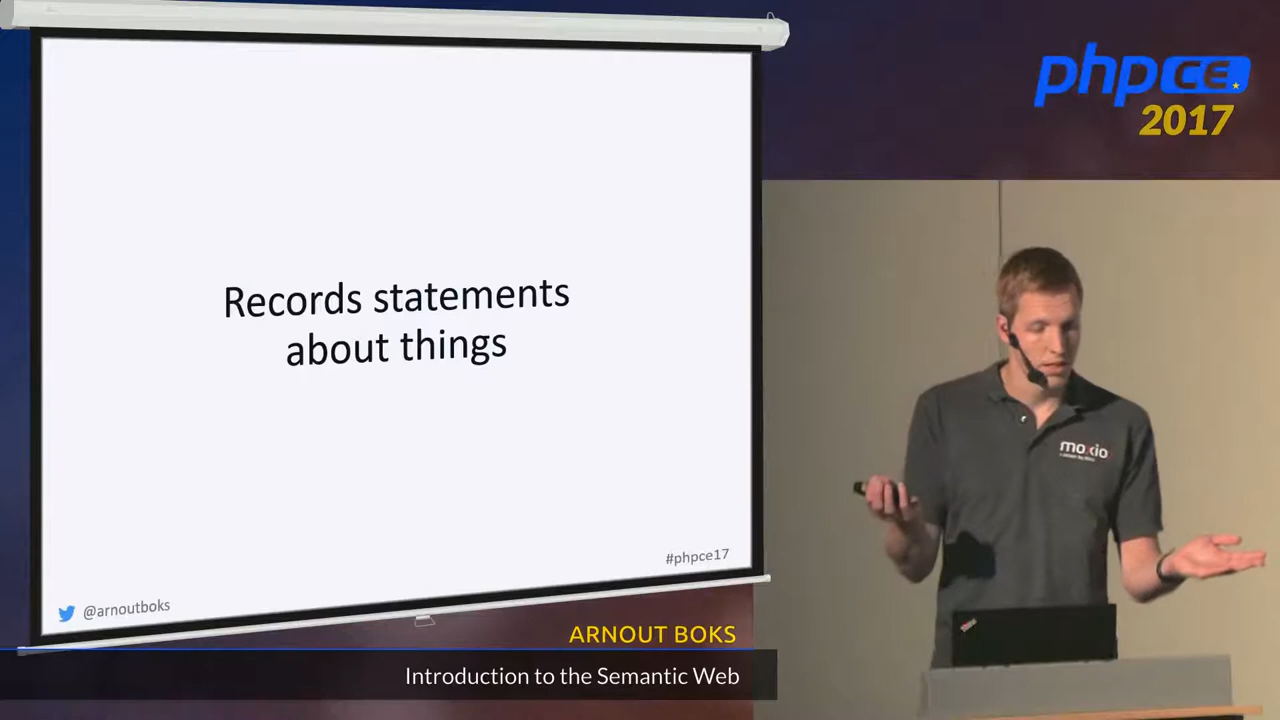 Records statements
about things
#phpce17
@arnoutboks
phpCE
2017
moxio
ARNOUT BOKS
Introduction to the Semantic Web